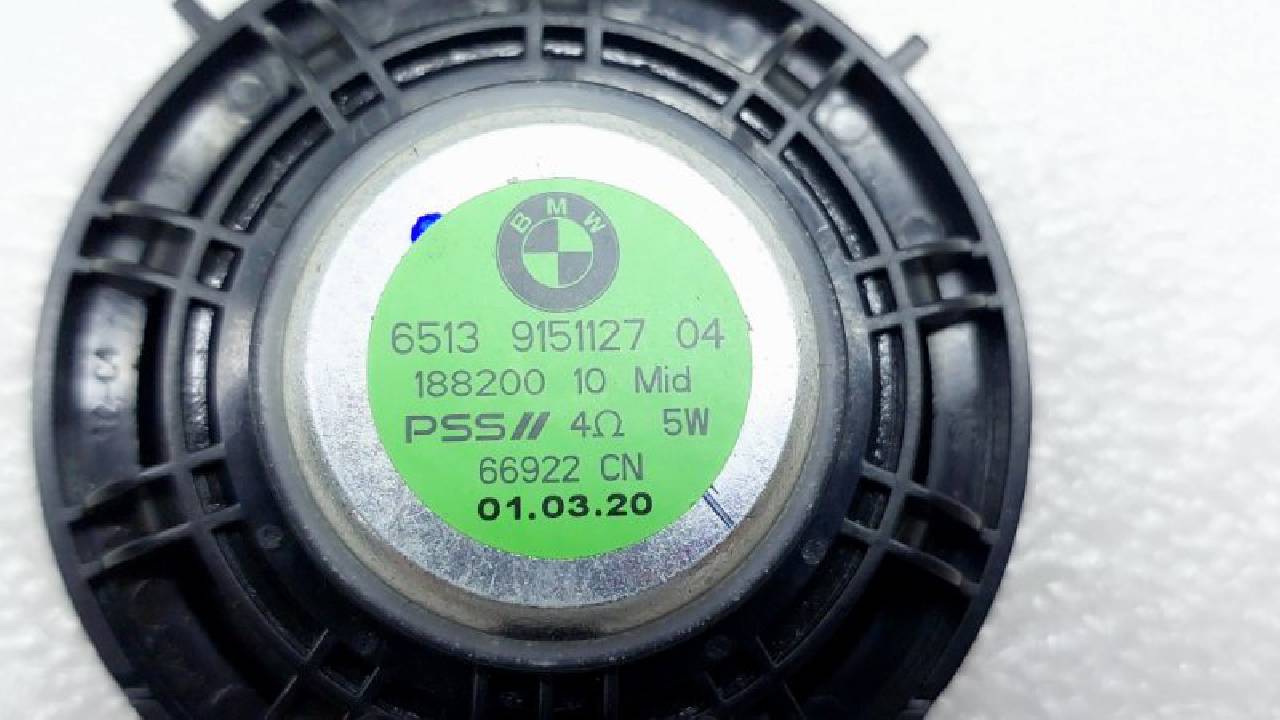 BMW
6513 9151127 04
188200 10 Mid
PSS// 4Ω 5W
66922 CN
01.03.20